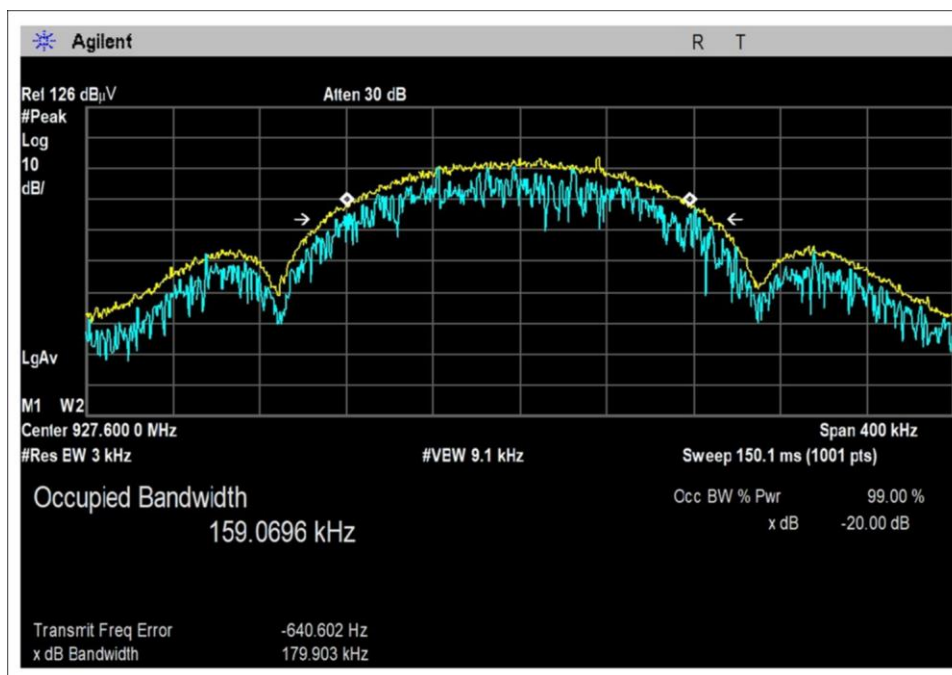 Agilent R T
Ref 126 dBµV Atten 30 dB
#Peak
Log
10
dB/
LgAv
M1 W2
Center 927.600 0 MHz Span 400 kHz
#Res BW 3 kHz #VBW 9.1 kHz Sweep 150.1 ms (1001 pts)
Occupied Bandwidth Occ BW % Pwr 99.00 %
159.0696 kHz x dB -20.00 dB
Transmit Freq Error -640.602 Hz
x dB Bandwidth 179.903 kHz